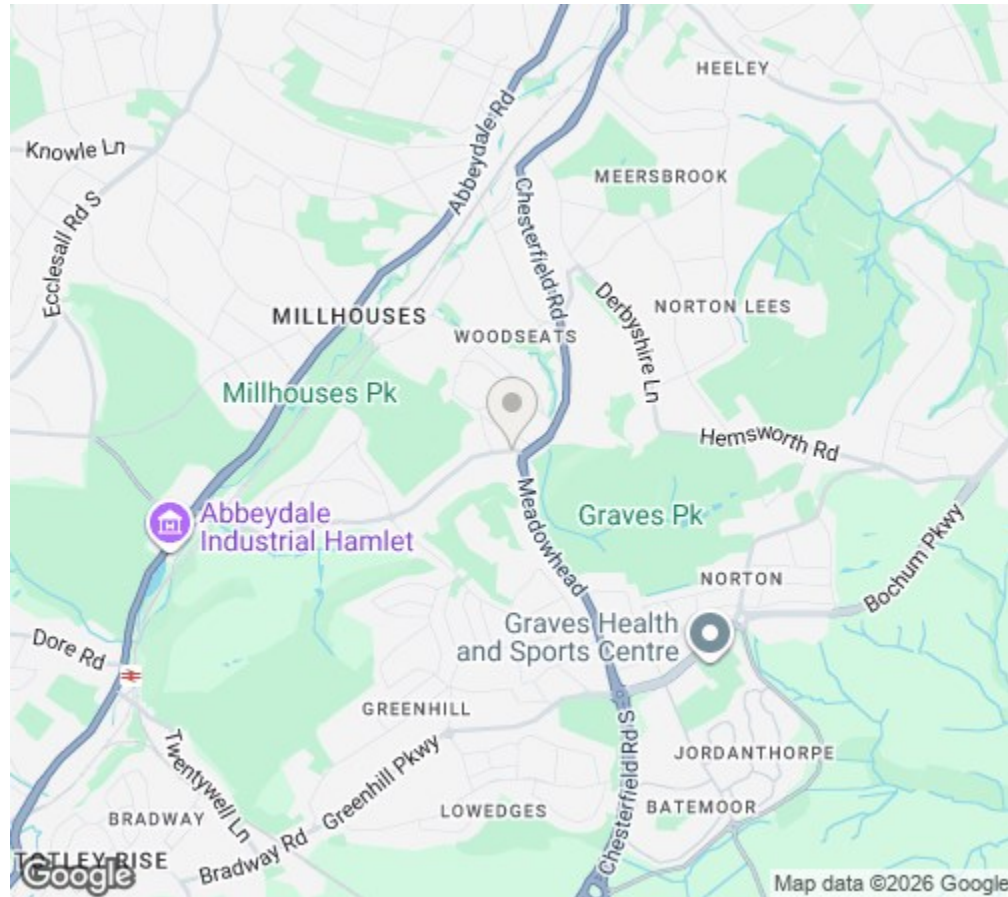 HEELEY
Knowle Ln
Abbeydale Rd
MEERSBROOK
Ecclesall Rd S
Chesterfield Rd
Derbyshire Ln
NORTON LEES
MILLHOUSES
WOODSEATS
Millhouses Pk
Hemsworth Rd
Meadowhead
Graves Pk
Abbeydale
Industrial Hamlet
Bochum Pkwy
NORTON
Graves Health
and Sports Centre
Dore Rd
GREENHILL
Twentywell Ln
Greenhill Pkwy
Chesterfield Rd S
JORDANTHORPE
BRADWAY
LOWEDGES
BATEMOOR
Bradway Rd
TOTLEY RISE
Google
Map data ©2026 Google